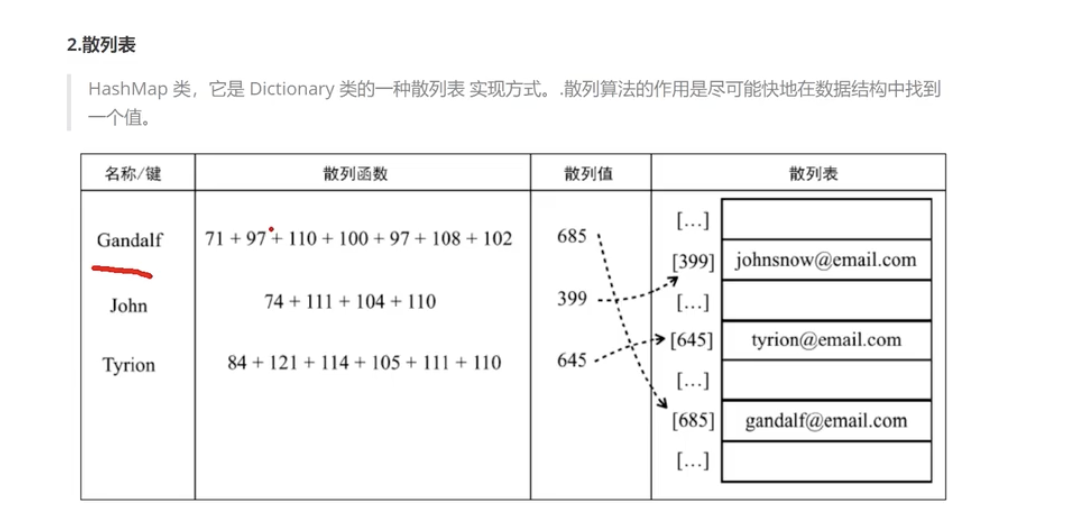 2.散列表
HashMap 类，它是 Dictionary 类的一种散列表 实现方式。.散列算法的作用是尽可能快地在数据结构中找到
一个值。
名称/键 散列函数 散列值 散列表
[...]
Gandalf 71 + 97 + 110 + 100 + 97 + 108 + 102 685
[399] johnsnow@email.com
John 74 + 111 + 104 + 110 399 [...]
[645] tyrion@email.com
Tyrion 84 + 121 + 114 + 105 + 111 + 110 645
[...]
[685] gandalf@email.com
[...]